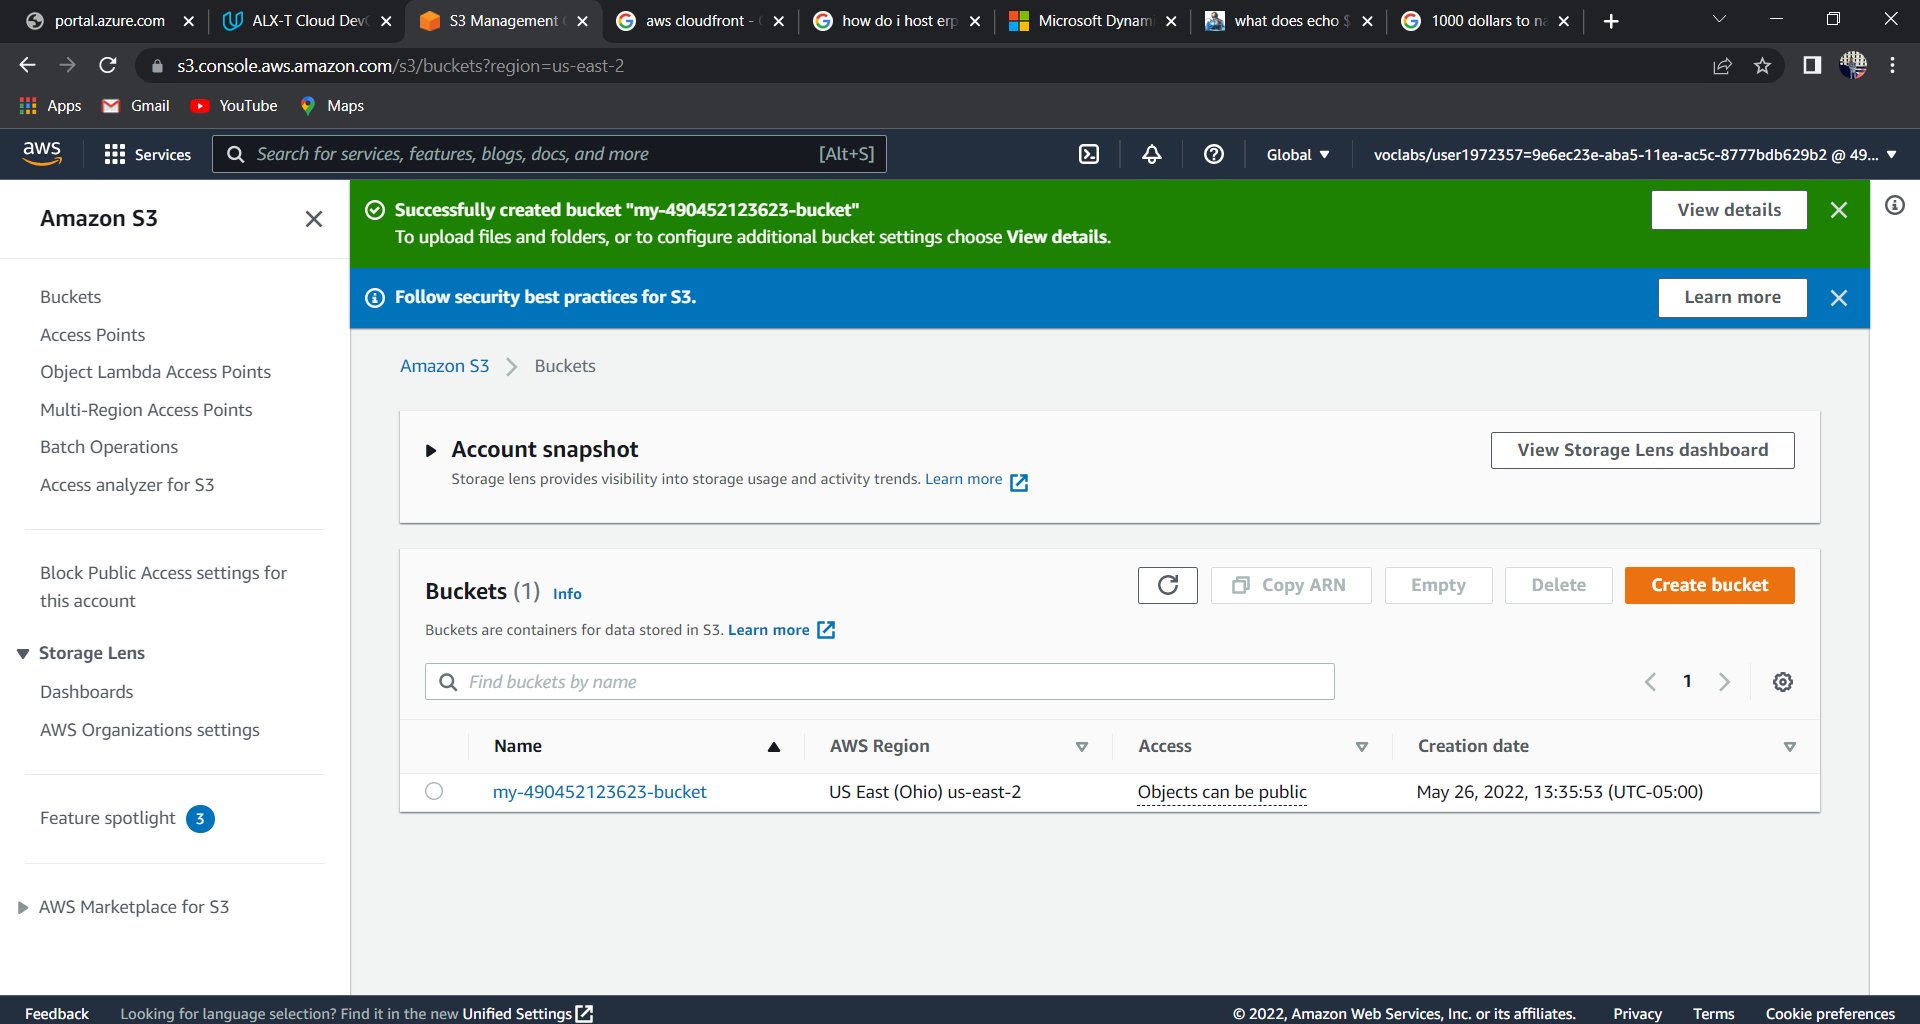 portal.azure.com
ALX-T Cloud Dev
S3 Management
aws cloudfront -
how do i host erp
Microsoft Dynami
what does echo $
1000 dollars to na
s3.console.aws.amazon.com/s3/buckets?region=us-east-2
Apps Gmail YouTube Maps
aws Services Search for services, features, blogs, docs, and more [Alt+S] Global voclabs/user1972357=9e6ec23e-aba5-11ea-ac5c-8777bdb629b2 @ 49...
Amazon S3
Buckets
Access Points
Object Lambda Access Points
Multi-Region Access Points
Batch Operations
Access analyzer for S3
Block Public Access settings for
this account
Storage Lens
Dashboards
AWS Organizations settings
Feature spotlight 3
AWS Marketplace for S3
Successfully created bucket "my-490452123623-bucket"
To upload files and folders, or to configure additional bucket settings choose View details.
View details
Follow security best practices for S3.
Learn more
Amazon S3 Buckets
Account snapshot
Storage lens provides visibility into storage usage and activity trends. Learn more
View Storage Lens dashboard
Buckets (1) Info
Copy ARN Empty Delete Create bucket
Buckets are containers for data stored in S3. Learn more
Find buckets by name
1
Name AWS Region Access Creation date
my-490452123623-bucket US East (Ohio) us-east-2 Objects can be public May 26, 2022, 13:35:53 (UTC-05:00)
Feedback Looking for language selection? Find it in the new Unified Settings © 2022, Amazon Web Services, Inc. or its affiliates. Privacy Terms Cookie preferences